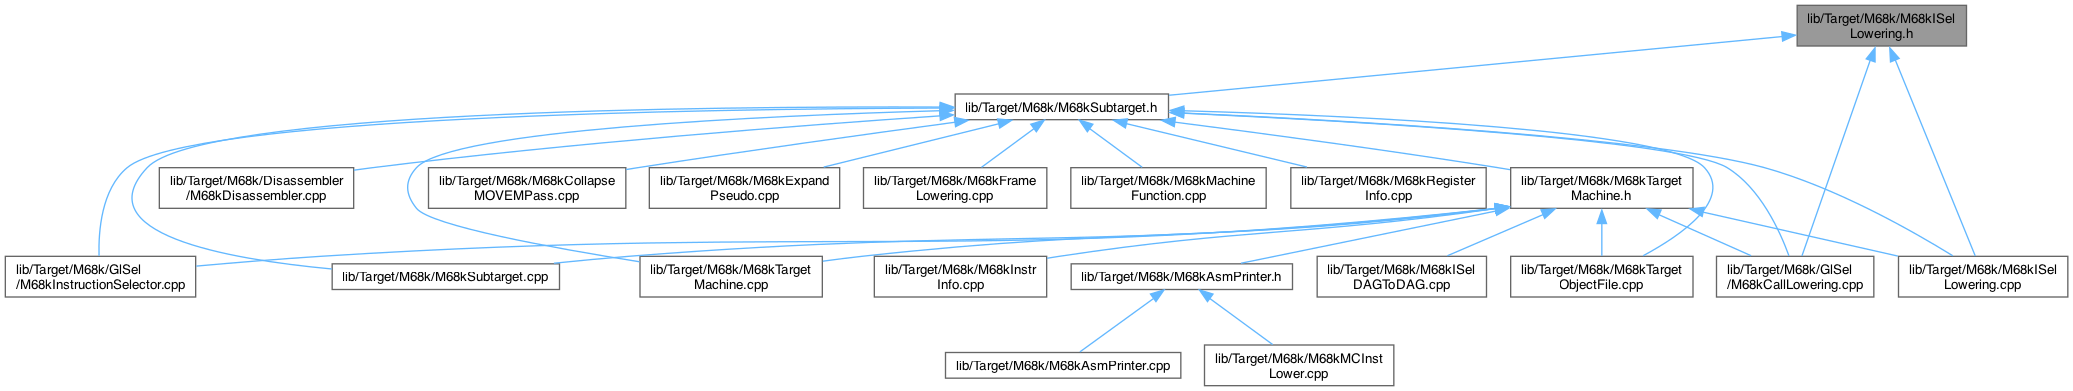 lib/Target/M68k/M68kISel
Lowering.h
lib/Target/M68k/M68kSubtarget.h
lib/Target/M68k/Disassembler
/M68kDisassembler.cpp
lib/Target/M68k/M68kCollapse
MOVEMPass.cpp
lib/Target/M68k/M68kExpand
Pseudo.cpp
lib/Target/M68k/M68kFrame
Lowering.cpp
lib/Target/M68k/M68kMachine
Function.cpp
lib/Target/M68k/M68kRegister
Info.cpp
lib/Target/M68k/M68kTarget
Machine.h
lib/Target/M68k/GISel
/M68kInstructionSelector.cpp
lib/Target/M68k/M68kSubtarget.cpp
lib/Target/M68k/M68kTarget
Machine.cpp
lib/Target/M68k/M68kInstr
Info.cpp
lib/Target/M68k/M68kAsmPrinter.h
lib/Target/M68k/M68kISel
DAGToDAG.cpp
lib/Target/M68k/M68kTarget
ObjectFile.cpp
lib/Target/M68k/GISel
/M68kCallLowering.cpp
lib/Target/M68k/M68kISel
Lowering.cpp
lib/Target/M68k/M68kAsmPrinter.cpp
lib/Target/M68k/M68kMCInst
Lower.cpp